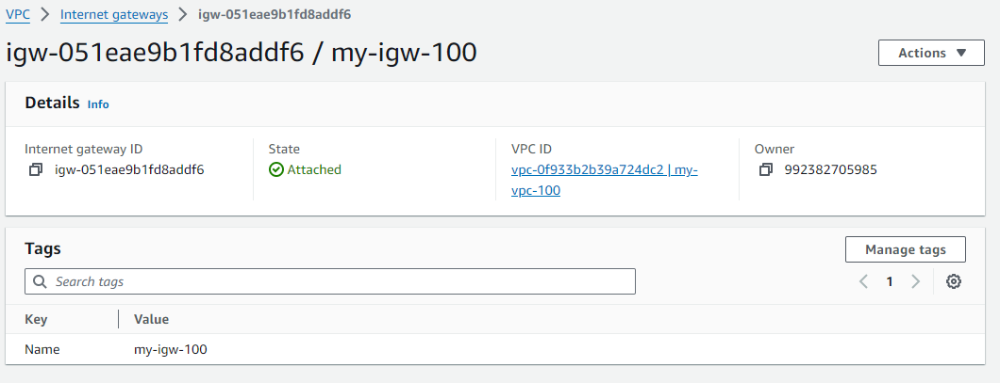 VPC > Internet gateways > igw-051eae9b1fd8addf6
igw-051eae9b1fd8addf6 / my-igw-100
Actions
Details Info
Internet gateway ID
igw-051eae9b1fd8addf6
State
Attached
VPC ID
vpc-0f933b2b39a724dc2 | my-
vpc-100
Owner
992382705985
Tags
Manage tags
Search tags
1
Key Value
Name my-igw-100